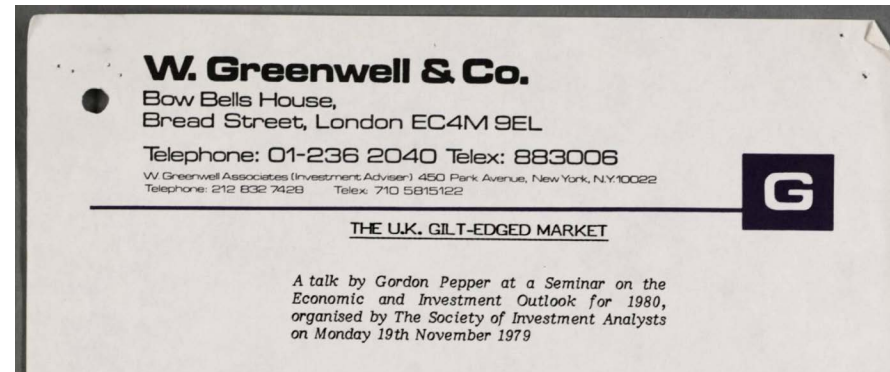 W. Greenwell & Co.
Bow Bells House,
Bread Street, London EC4M 9EL
Telephone: 01-236 2040 Telex: 883006
W. Greenwell Associates (Investment Adviser) 450 Park Avenue, New York, N.Y. 10022
Telephone: 212 832 7428 Telex: 710 5815122
G
THE U.K. GILT-EDGED MARKET
A talk by Gordon Pepper at a Seminar on the
Economic and Investment Outlook for 1980,
organised by The Society of Investment Analysts
on Monday 19th November 1979